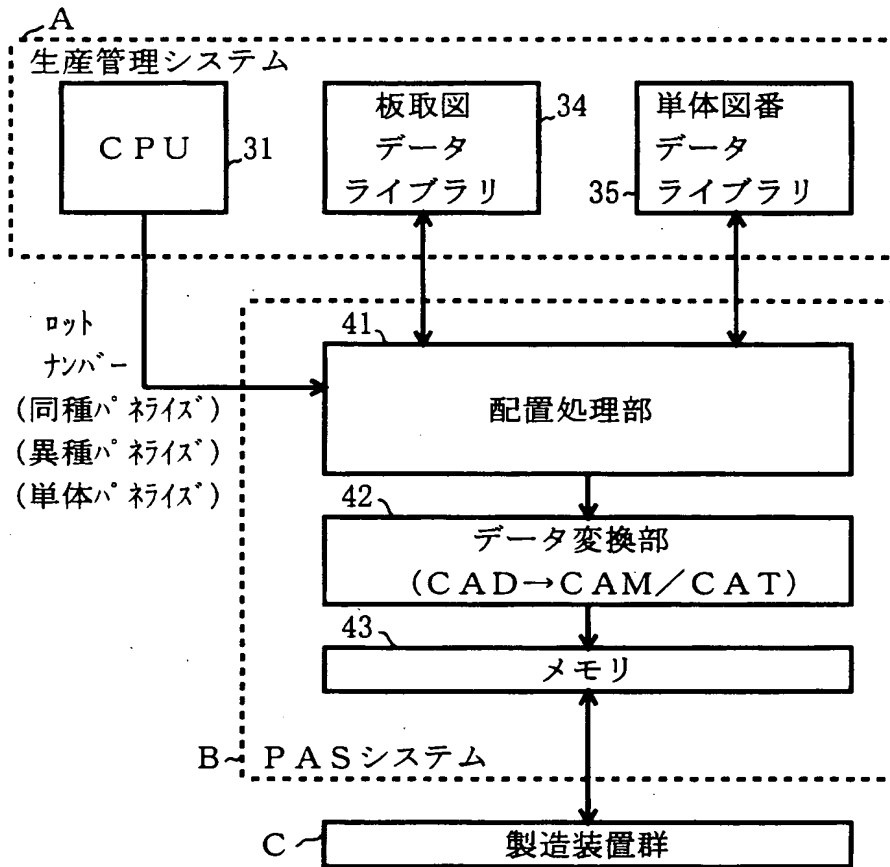 A
生産管理システム
CPU
31
板取図
データ
ライブラリ
34
単体図番
データ
ライブラリ
35
ロット
ナンバー
(同種パネライズ)
(異種パネライズ)
(単体パネライズ)
41
配置処理部
42
データ変換部
(CAD→CAM/CAT)
43
メモリ
B
PASシステム
C
製造装置群